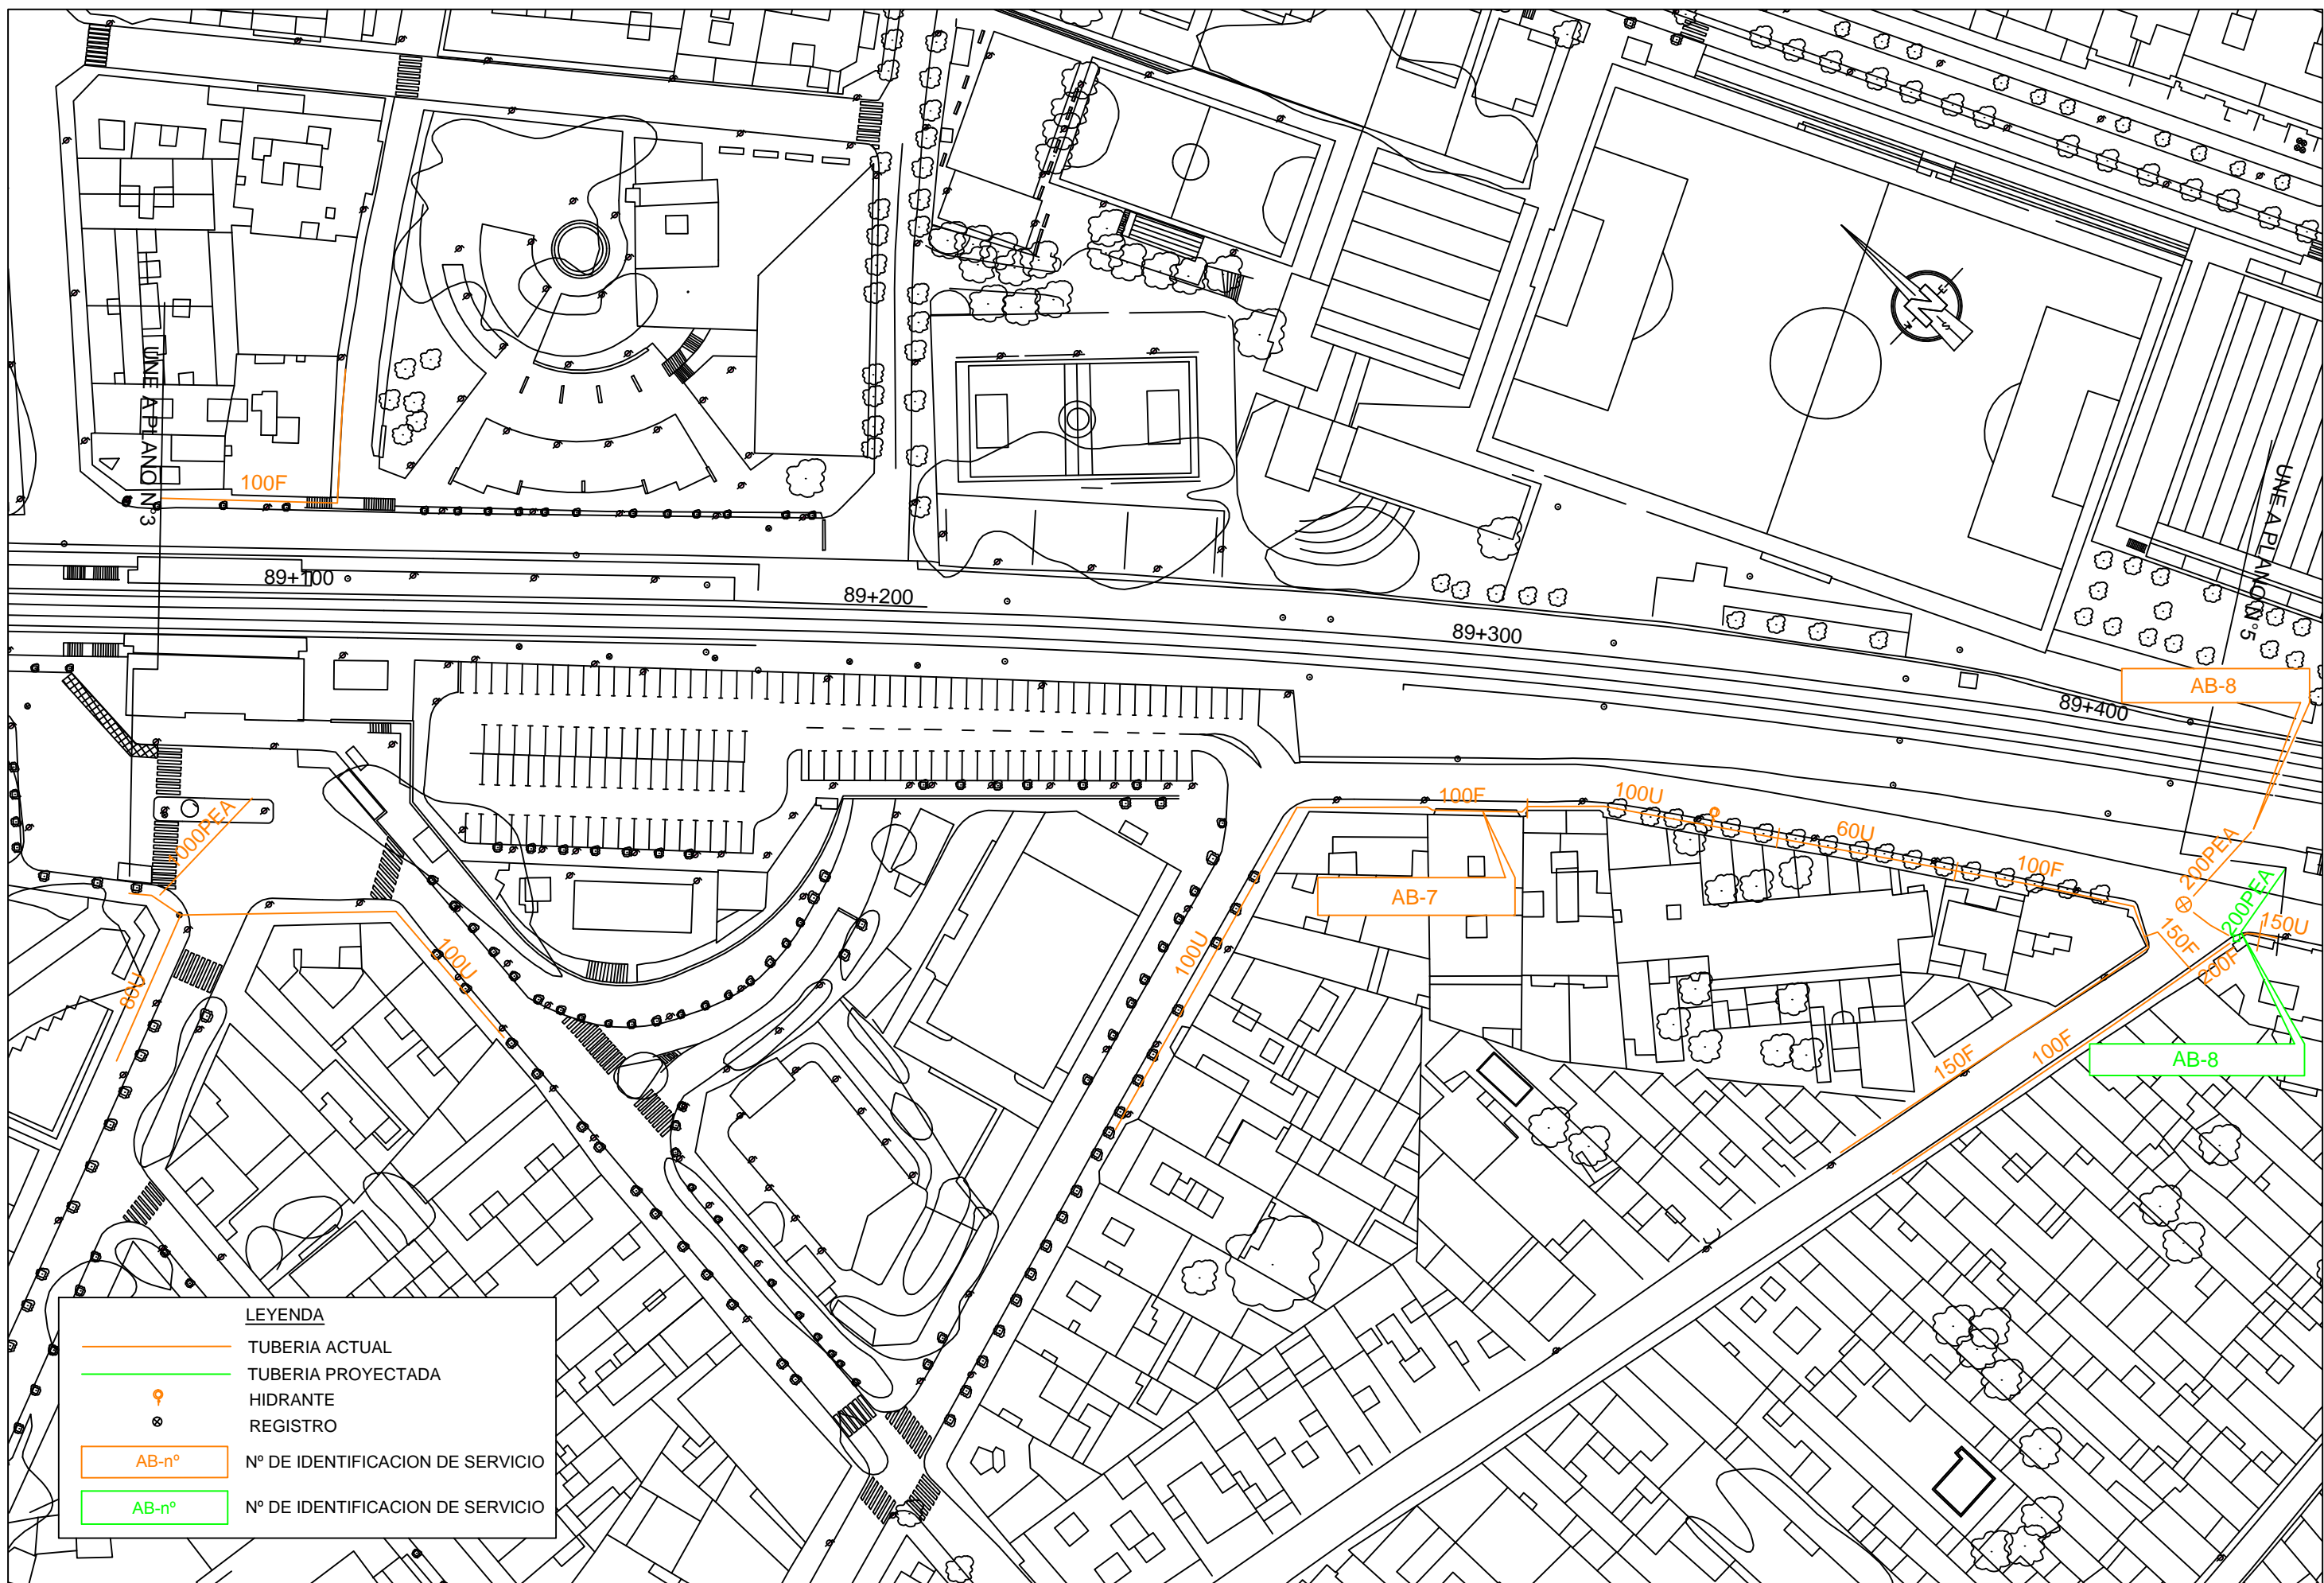 UNE A PLANO Nº3
100F
89+100
89+200
89+300
89+400
UNE A PLANO Nº5
AB-8
1000PEA
80U
100U
100U
100F
AB-7
100U
60U
100F
200PEA
200PEA
150U
150F
200F
AB-8
150F
100F
N
S
LEYENDA
TUBERIA ACTUAL
TUBERIA PROYECTADA
HIDRANTE
REGISTRO
AB-nº
Nº DE IDENTIFICACION DE SERVICIO
AB-nº
Nº DE IDENTIFICACION DE SERVICIO